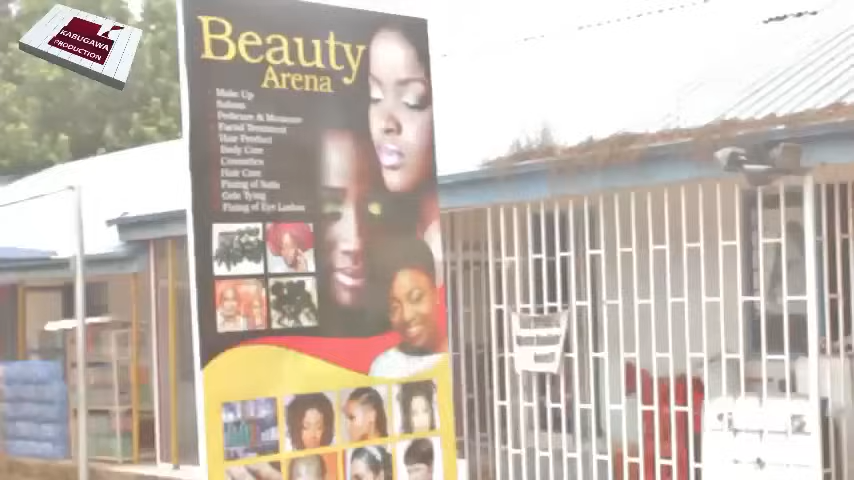 KABUGAWA
PRODUCTION
Beauty
Arena
Make Up
Saloon
Pedicure & Manicure
Facial Treatment
Hair Product
Body Care
Cosmetics
Hair Care
Fixing of Nails
Gele Tying
Fixing of Eye Lashes